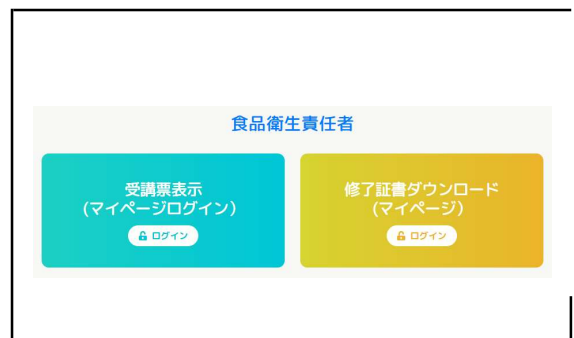 食品衛生責任者
受講票表示
(マイページログイン)
ログイン
修了証書ダウンロード
(マイページ)
ログイン